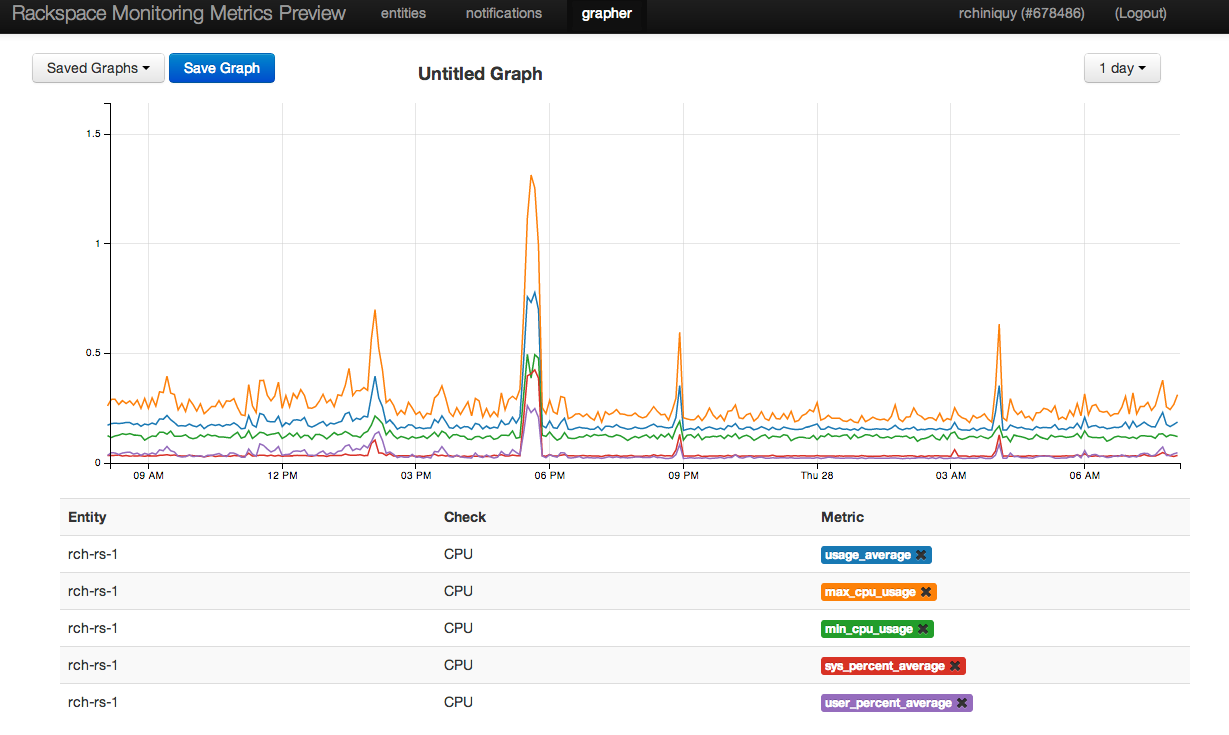 Rackspace Monitoring Metrics Preview entities notifications grapher rchiniquy (#678486) (Logout)
Saved Graphs Save Graph Untitled Graph 1 day
1.5
1
0.5
0
09 AM 12 PM 03 PM 06 PM 09 PM Thu 28 03 AM 06 AM
Entity Check Metric
rch-rs-1 CPU usage_average
rch-rs-1 CPU max_cpu_usage
rch-rs-1 CPU min_cpu_usage
rch-rs-1 CPU sys_percent_average
rch-rs-1 CPU user_percent_average